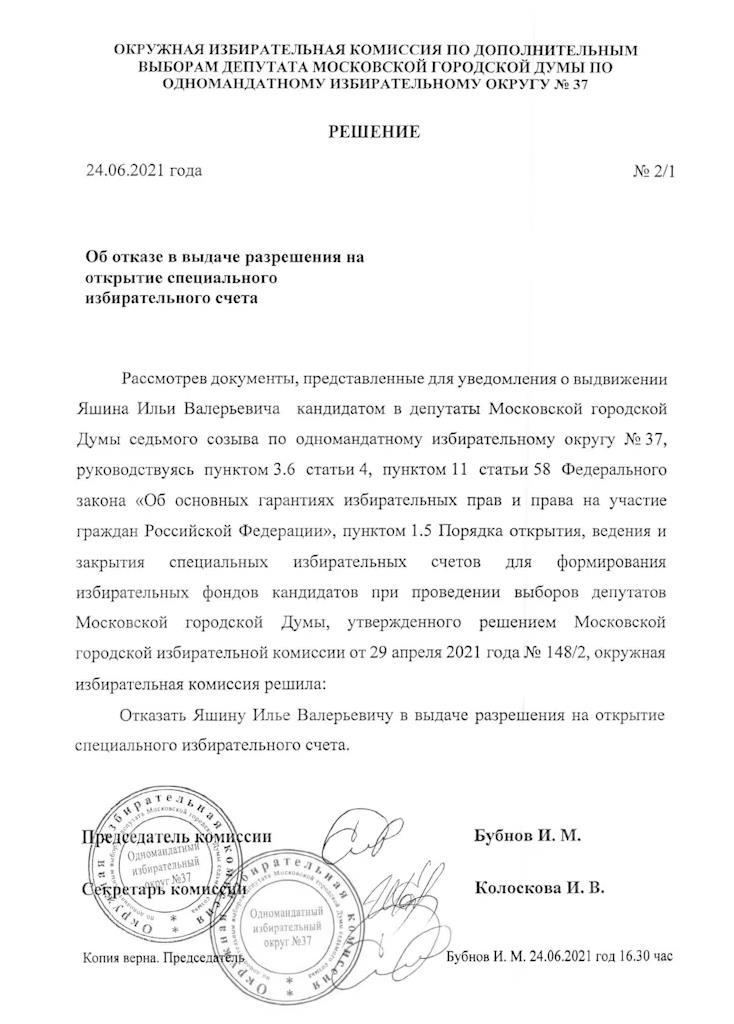 ОКРУЖНАЯ ИЗБИРАТЕЛЬНАЯ КОМИССИЯ ПО ДОПОЛНИТЕЛЬНЫМ
ВЫБОРАМ ДЕПУТАТА МОСКОВСКОЙ ГОРОДСКОЙ ДУМЫ ПО
ОДНОМАНДАТНОМУ ИЗБИРАТЕЛЬНОМУ ОКРУГУ № 37
РЕШЕНИЕ
24.06.2021 года № 2/1
Об отказе в выдаче разрешения на
открытие специального
избирательного счета
Рассмотрев документы, представленные для уведомления о выдвижении
Яшина Ильи Валерьевича кандидатом в депутаты Московской городской
Думы седьмого созыва по одномандатному избирательному округу № 37,
руководствуясь пунктом 3.6 статьи 4, пунктом 11 статьи 58 Федерального
закона «Об основных гарантиях избирательных прав и права на участие
граждан Российской Федерации», пунктом 1.5 Порядка открытия, ведения и
закрытия специальных избирательных счетов для формирования
избирательных фондов кандидатов при проведении выборов депутатов
Московской городской Думы, утвержденного решением Московской
городской избирательной комиссии от 29 апреля 2021 года № 148/2, окружная
избирательная комиссия решила:
Отказать Яшину Илье Валерьевичу в выдаче разрешения на открытие
специального избирательного счета.
Председатель комиссии Бубнов И. М.
Секретарь комиссии Колоскова И. В.
Копия верна. Председатель Бубнов И. М. 24.06.2021 год 16.30 час
Окружная избирательная комиссия
Одномандатный
избирательный
округ №37
Окружная избирательная комиссия
Одномандатный
избирательный
округ №37